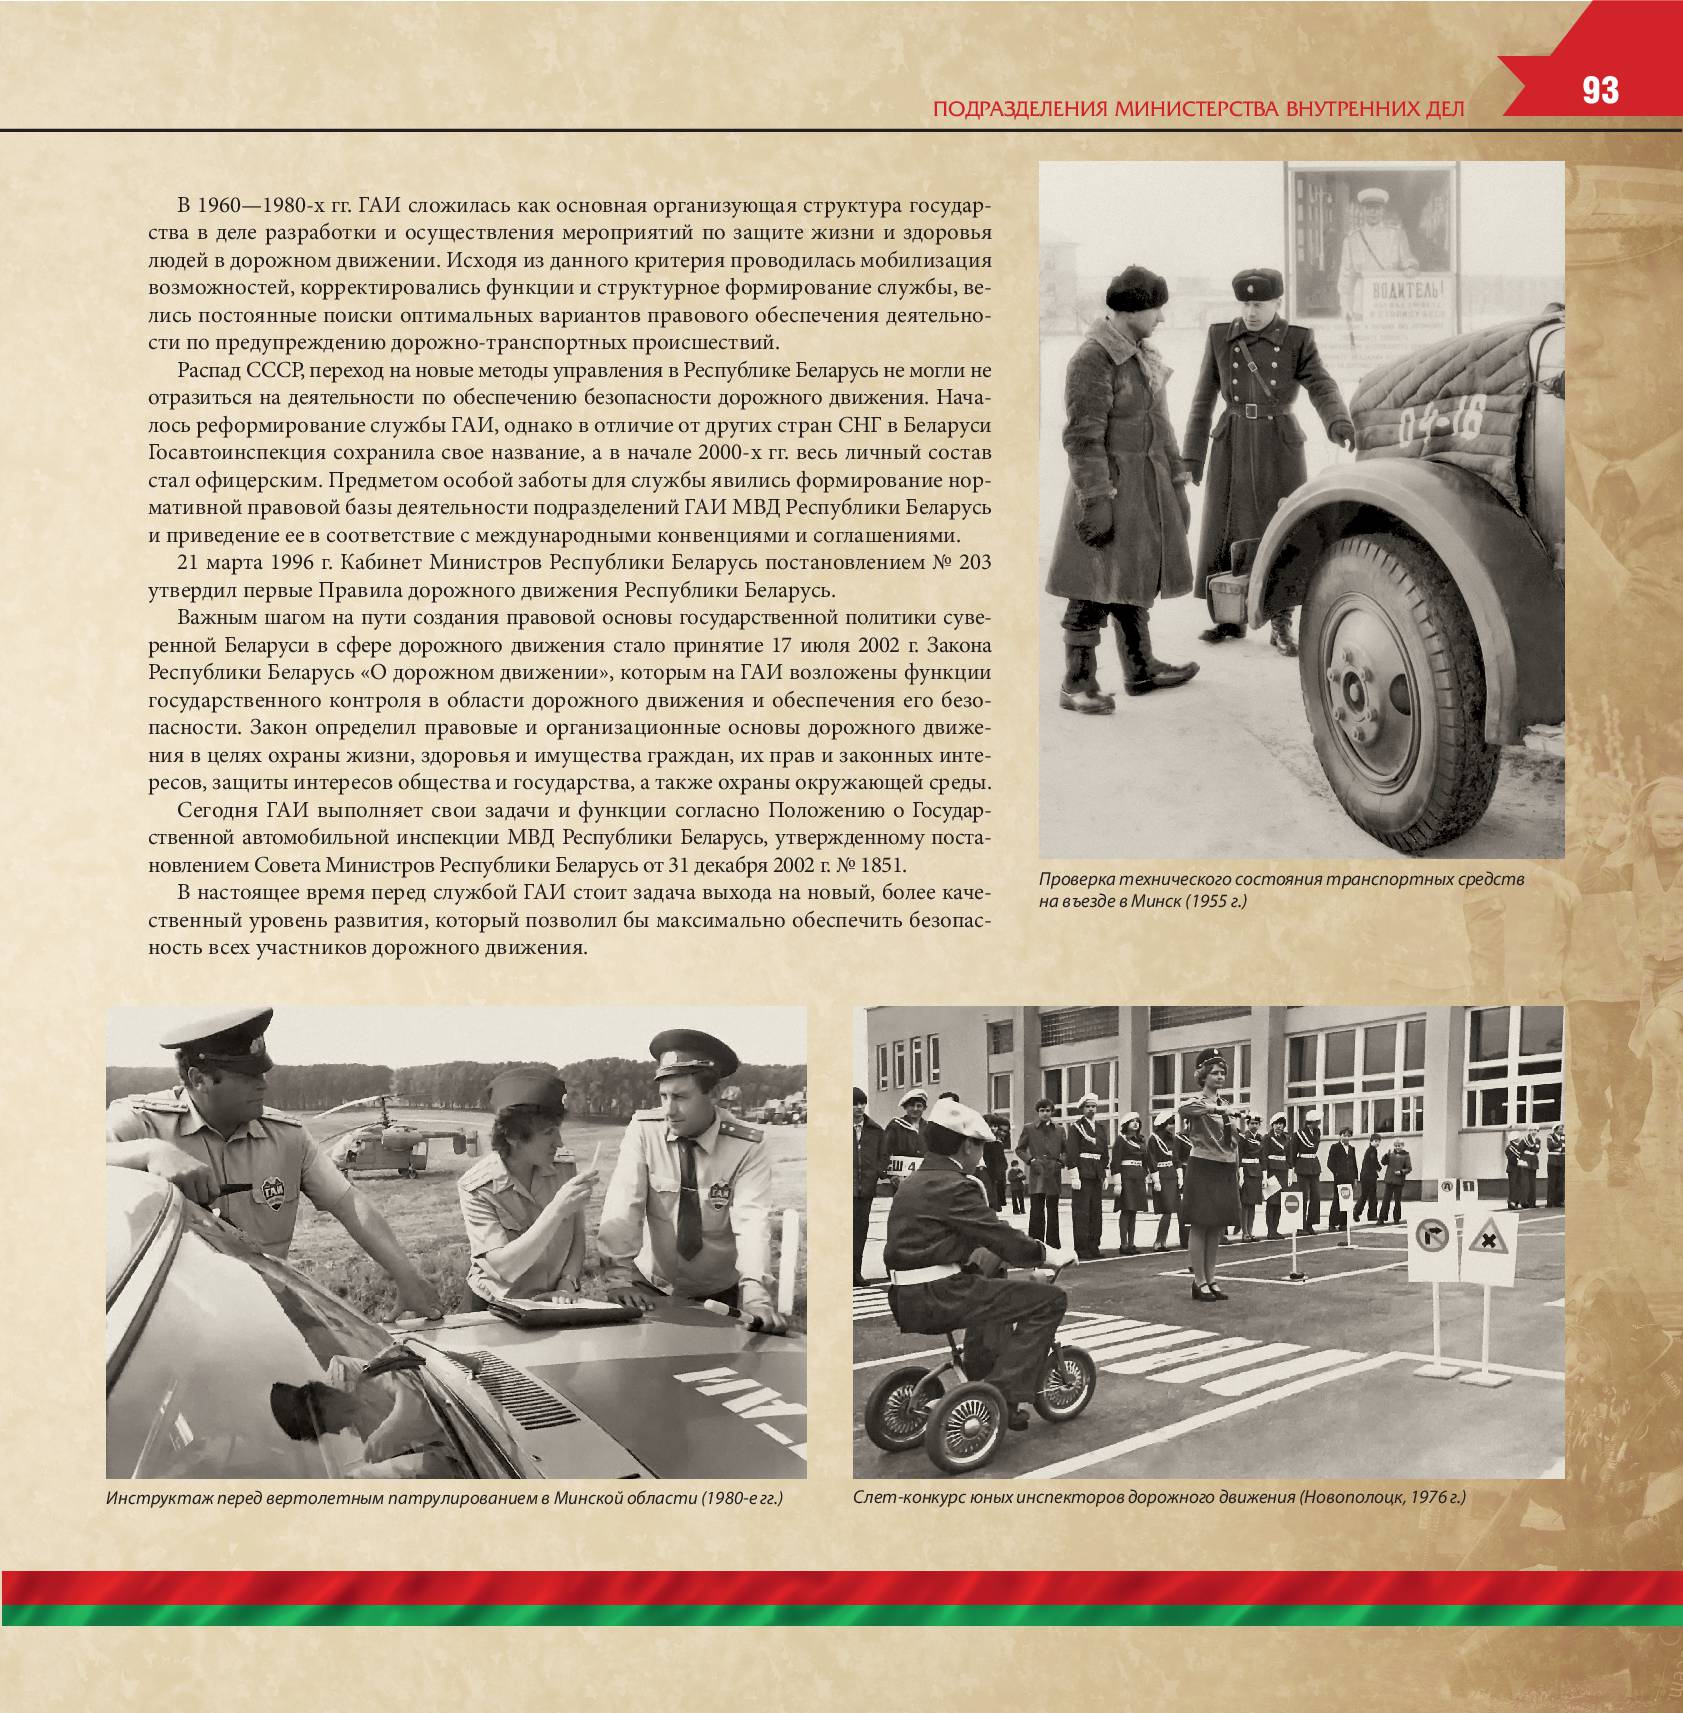 93
ПОДРАЗДЕЛЕНИЯ МИНИСТЕРСТВА ВНУТРЕННИХ ДЕЛ
В 1960—1980-х гг. ГАИ сложилась как основная организующая структура государ-
ства в деле разработки и осуществления мероприятий по защите жизни и здоровья
людей в дорожном движении. Исходя из данного критерия проводилась мобилизация
возможностей, корректировались функции и структурное формирование службы, ве-
лись постоянные поиски оптимальных вариантов правового обеспечения деятельно-
сти по предупреждению дорожно-транспортных происшествий.
Распад СССР, переход на новые методы управления в Республике Беларусь не могли не
отразиться на деятельности по обеспечению безопасности дорожного движения. Нача-
лось реформирование службы ГАИ, однако в отличие от других стран СНГ в Беларуси
Госавтоинспекция сохранила свое название, а в начале 2000-х гг. весь личный состав
стал офицерским. Предметом особой заботы для службы явились формирование нор-
мативной правовой базы деятельности подразделений ГАИ МВД Республики Беларусь
и приведение ее в соответствие с международными конвенциями и соглашениями.
21 марта 1996 г. Кабинет Министров Республики Беларусь постановлением № 203
утвердил первые Правила дорожного движения Республики Беларусь.
Важным шагом на пути создания правовой основы государственной политики суве-
ренной Беларуси в сфере дорожного движения стало принятие 17 июля 2002 г. Закона
Республики Беларусь «О дорожном движении», которым на ГАИ возложены функции
государственного контроля в области дорожного движения и обеспечения его безо-
пасности. Закон определил правовые и организационные основы дорожного движе-
ния в целях охраны жизни, здоровья и имущества граждан, их прав и законных инте-
ресов, защиты интересов общества и государства, а также охраны окружающей среды.
Сегодня ГАИ выполняет свои задачи и функции согласно Положению о Государ-
ственной автомобильной инспекции МВД Республики Беларусь, утвержденному поста-
новлением Совета Министров Республики Беларусь от 31 декабря 2002 г. № 1851.
В настоящее время перед службой ГАИ стоит задача выхода на новый, более каче-
ственный уровень развития, который позволил бы максимально обеспечить безопас-
ность всех участников дорожного движения.
ВОДИТЕЛЬ!
04-16
Проверка технического состояния транспортных средств
на въезде в Минск (1955 г.)
ГАИ
ГАИ
ГАИ
Инструктаж перед вертолетным патрулированием в Минской области (1980-е гг.)
СШ 4
Слет-конкурс юных инспекторов дорожного движения (Новополоцк, 1976 г.)